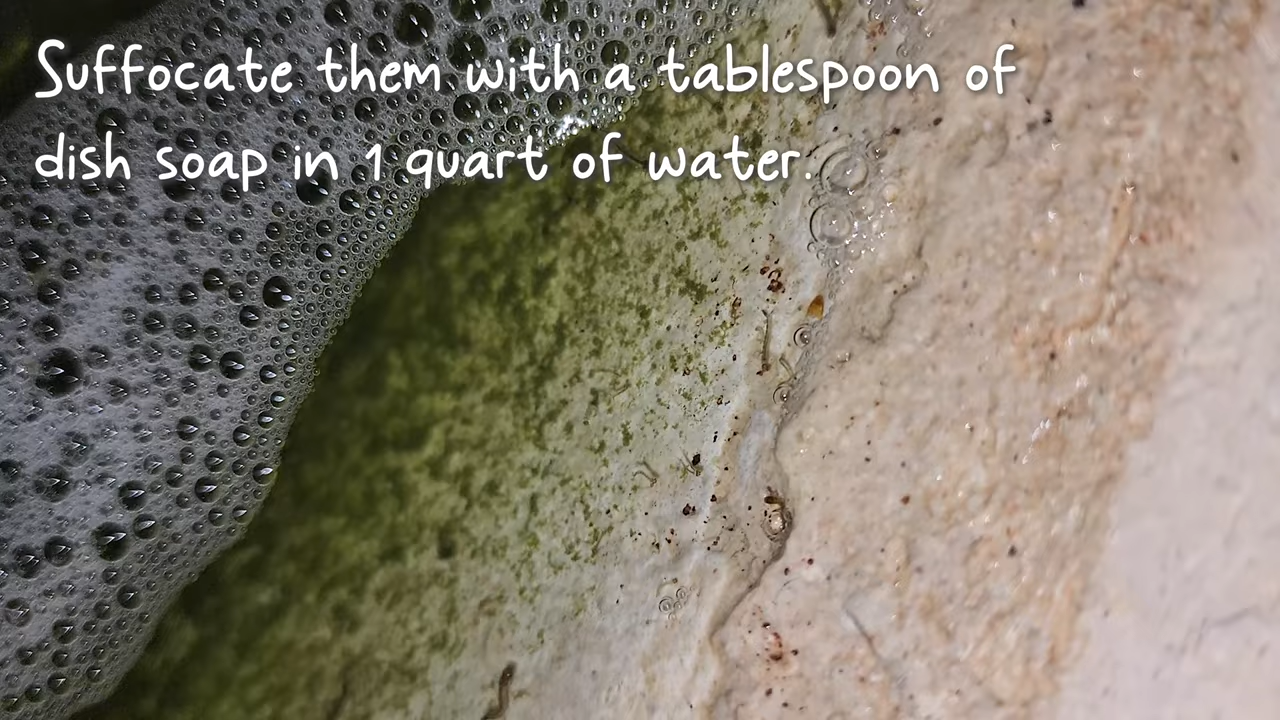 Suffocate them with a tablespoon of
dish soap in 1 quart of water.